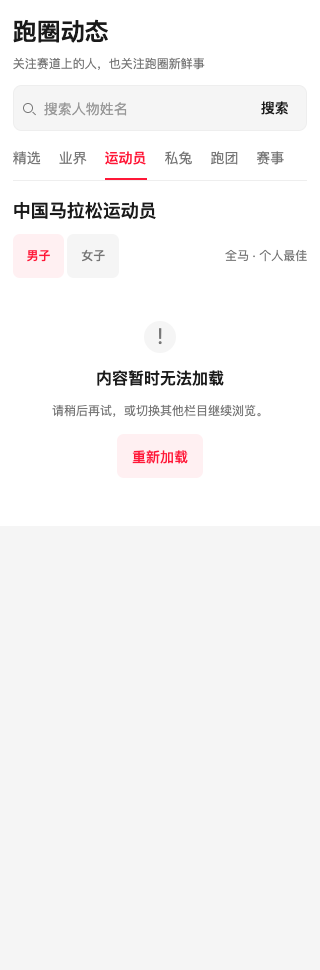 跑圈动态
关注赛道上的人，也关注跑圈新鲜事
搜索人物姓名
搜索
精选 业界 运动员 私兔 跑团 赛事
中国马拉松运动员
男子 女子 全马 · 个人最佳
!
内容暂时无法加载
请稍后再试，或切换其他栏目继续浏览。
重新加载